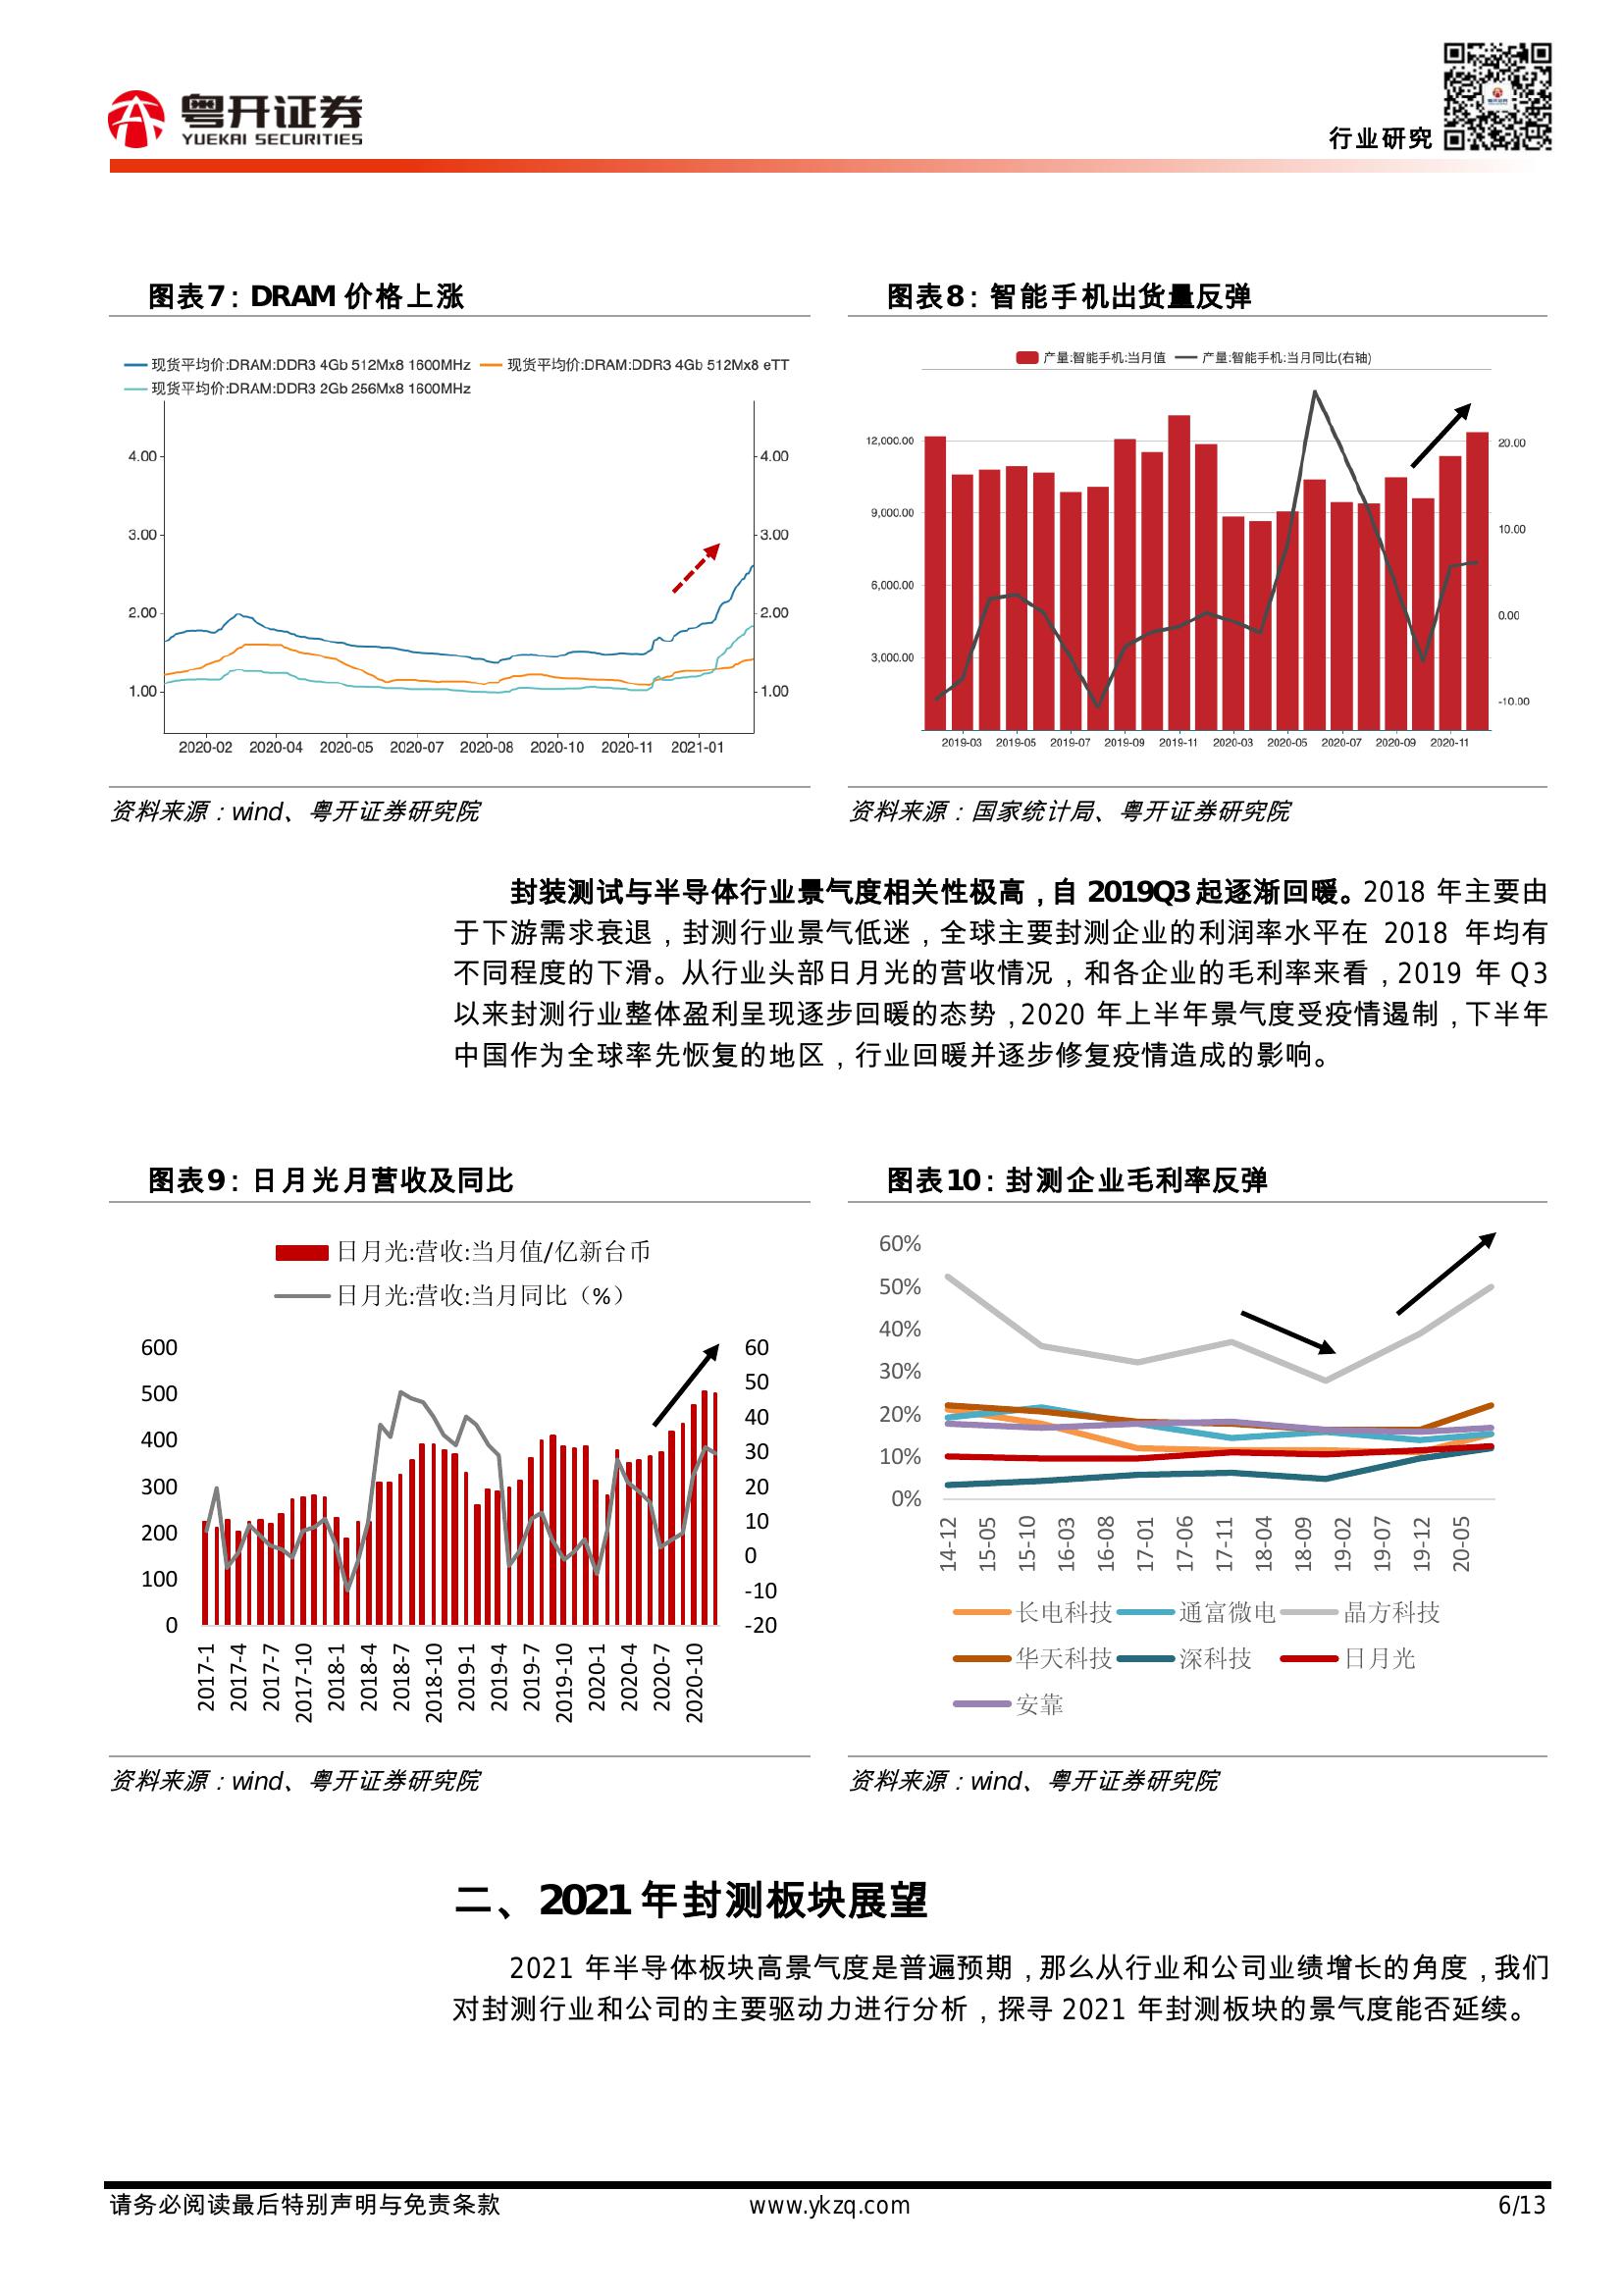 粤开证券
YUEKAI SECURITIES
行业研究
图表7：DRAM 价格上涨
现货平均价:DRAM:DDR3 4Gb 512Mx8 1600MHz 现货平均价:DRAM:DDR3 4Gb 512Mx8 eTT
现货平均价:DRAM:DDR3 2Gb 256Mx8 1600MHz
4.00 4.00
3.00 3.00
2.00 2.00
1.00 1.00
2020-02 2020-04 2020-05 2020-07 2020-08 2020-10 2020-11 2021-01
资料来源：wind、粤开证券研究院
图表8：智能手机出货量反弹
产量:智能手机:当月值 产量:智能手机:当月同比(右轴)
12,000.00 20.00
9,000.00 10.00
6,000.00 0.00
3,000.00 -10.00
2019-03 2019-05 2019-07 2019-09 2019-11 2020-03 2020-05 2020-07 2020-09 2020-11
资料来源：国家统计局、粤开证券研究院
封装测试与半导体行业景气度相关性极高，自 2019Q3 起逐渐回暖。2018 年主要由
于下游需求衰退，封测行业景气低迷，全球主要封测企业的利润率水平在 2018 年均有
不同程度的下滑。从行业头部日月光的营收情况，和各企业的毛利率来看，2019 年 Q3
以来封测行业整体盈利呈现逐步回暖的态势，2020 年上半年景气度受疫情遏制，下半年
中国作为全球率先恢复的地区，行业回暖并逐步修复疫情造成的影响。
图表9：日月光月营收及同比
日月光:营收:当月值/亿新台币
日月光:营收:当月同比（%）
600 60
500 50
400 40
300 30
200 20
100 10
0 0
-10
-20
2017-1 2017-4 2017-7 2017-10 2018-1 2018-4 2018-7 2018-10 2019-1 2019-4 2019-7 2019-10 2020-1 2020-4 2020-7 2020-10
资料来源：wind、粤开证券研究院
图表10：封测企业毛利率反弹
60%
50%
40%
30%
20%
10%
0%
14-12 15-05 15-10 16-03 16-08 17-01 17-06 17-11 18-04 18-09 19-02 19-07 19-12 20-05
长电科技 通富微电 晶方科技
华天科技 深科技 日月光
安靠
资料来源：wind、粤开证券研究院
二、2021 年封测板块展望
2021 年半导体板块高景气度是普遍预期，那么从行业和公司业绩增长的角度，我们
对封测行业和公司的主要驱动力进行分析，探寻 2021 年封测板块的景气度能否延续。
请务必阅读最后特别声明与免责条款 www.ykzq.com 6/13